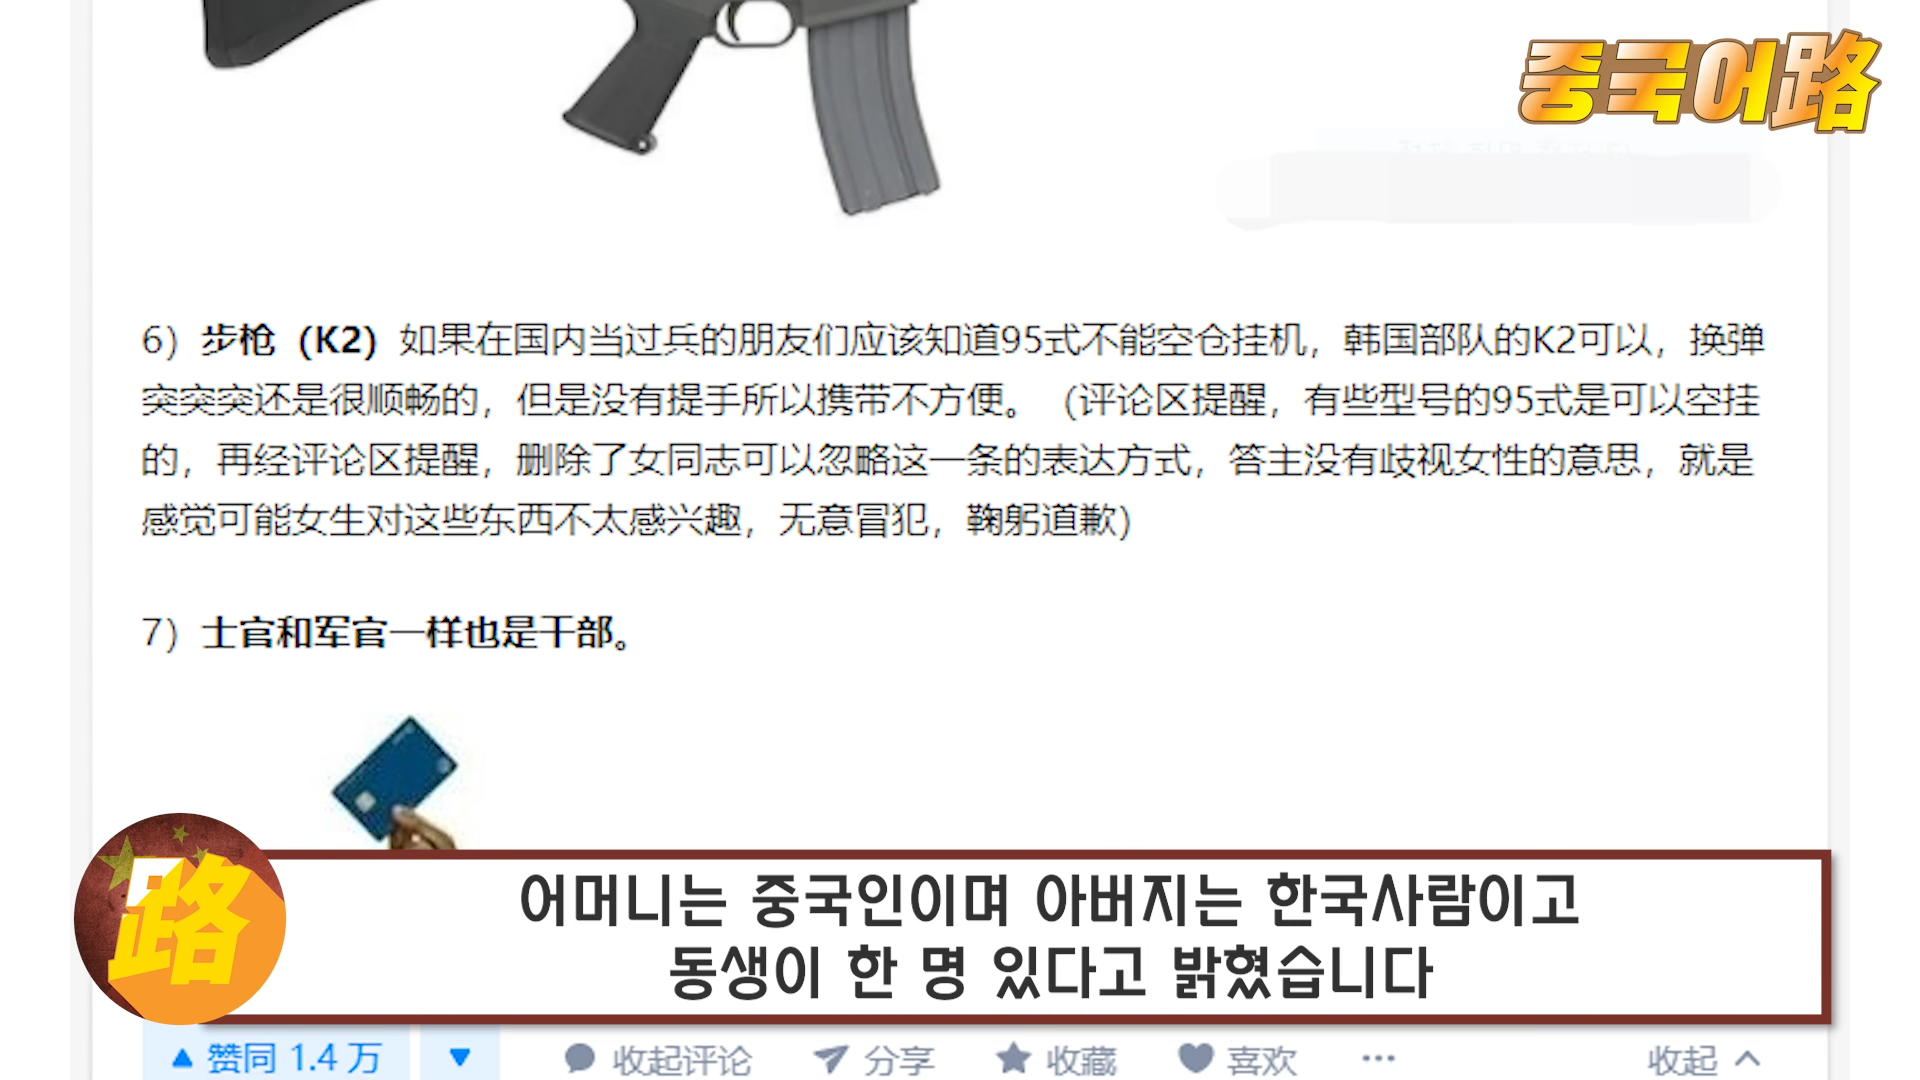 중국어路
6）步枪（K2）如果在国内当过兵的朋友们应该知道95式不能空仓挂机，韩国部队的K2可以，换弹
突突突还是很顺畅的，但是没有提手所以携带不方便。（评论区提醒，有些型号的95式是可以空挂
的，再经评论区提醒，删除了女同志可以忽略这一条的表达方式，答主没有歧视女性的意思，就是
感觉可能女生对这些东西不太感兴趣，无意冒犯，鞠躬道歉）
7）士官和军官一样也是干部。
路
어머니는 중국인이며 아버지는 한국사람이고
동생이 한 명 있다고 밝혔습니다
赞同 1.4 万
收起评论
分享
收藏
喜欢
收起